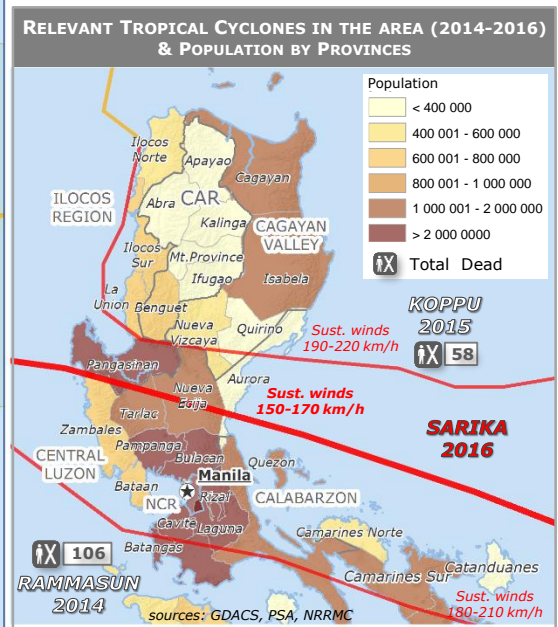 RELEVANT TROPICAL CYCLONES IN THE AREA (2014-2016)
& POPULATION BY PROVINCES
Population
< 400 000
400 001 - 600 000
600 001 - 800 000
800 001 - 1 000 000
1 000 001 - 2 000 000
> 2 000 0000
Total Dead
Ilocos
Norte
Apayao
Cagayan
ILOCOS
REGION
Abra
CAR
Kalinga
CAGAYAN
VALLEY
Ilocos
Sur
Mt.Province
Ifugao
Isabela
La
Union
Benguet
Nueva
Vizcaya
Quirino
KOPPU
2015
58
Sust. winds
190-220 km/h
Pangasinan
Aurora
Nueva
Ecija
Sust. winds
150-170 km/h
SARIKA
2016
Tarlac
Zambales
Pampanga
Bulacan
CENTRAL
LUZON
Quezon
Manila
Bataan
NCR
Rizal
CALABARZON
Cavite
Laguna
Batangas
Camarines Norte
106
RAMMASUN
2014
Camarines Sur
Catanduanes
Sust. winds
180-210 km/h
sources: GDACS, PSA, NRRMC